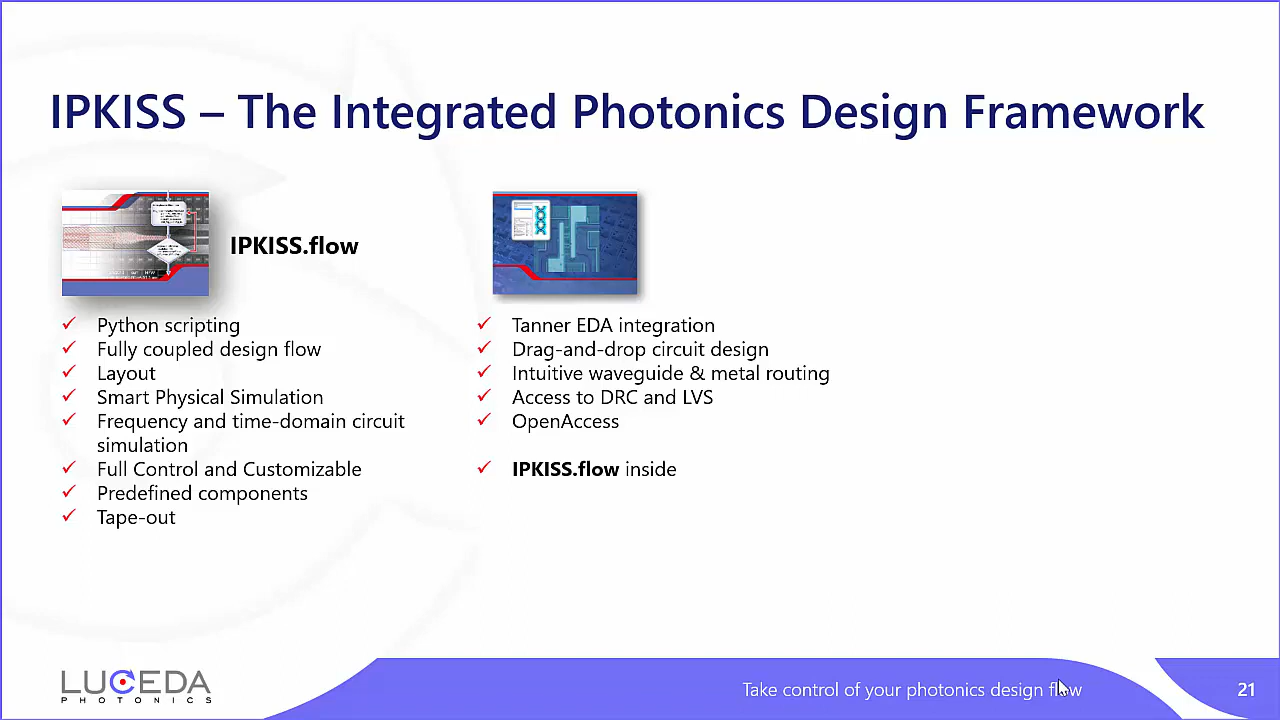 IPKISS – The Integrated Photonics Design Framework
IPKISS.flow
Python scripting
Fully coupled design flow
Layout
Smart Physical Simulation
Frequency and time-domain circuit
simulation
Full Control and Customizable
Predefined components
Tape-out
Tanner EDA integration
Drag-and-drop circuit design
Intuitive waveguide & metal routing
Access to DRC and LVS
OpenAccess
IPKISS.flow inside
LUCEDA
PHOTONICS
Take control of your photonics design flow
21